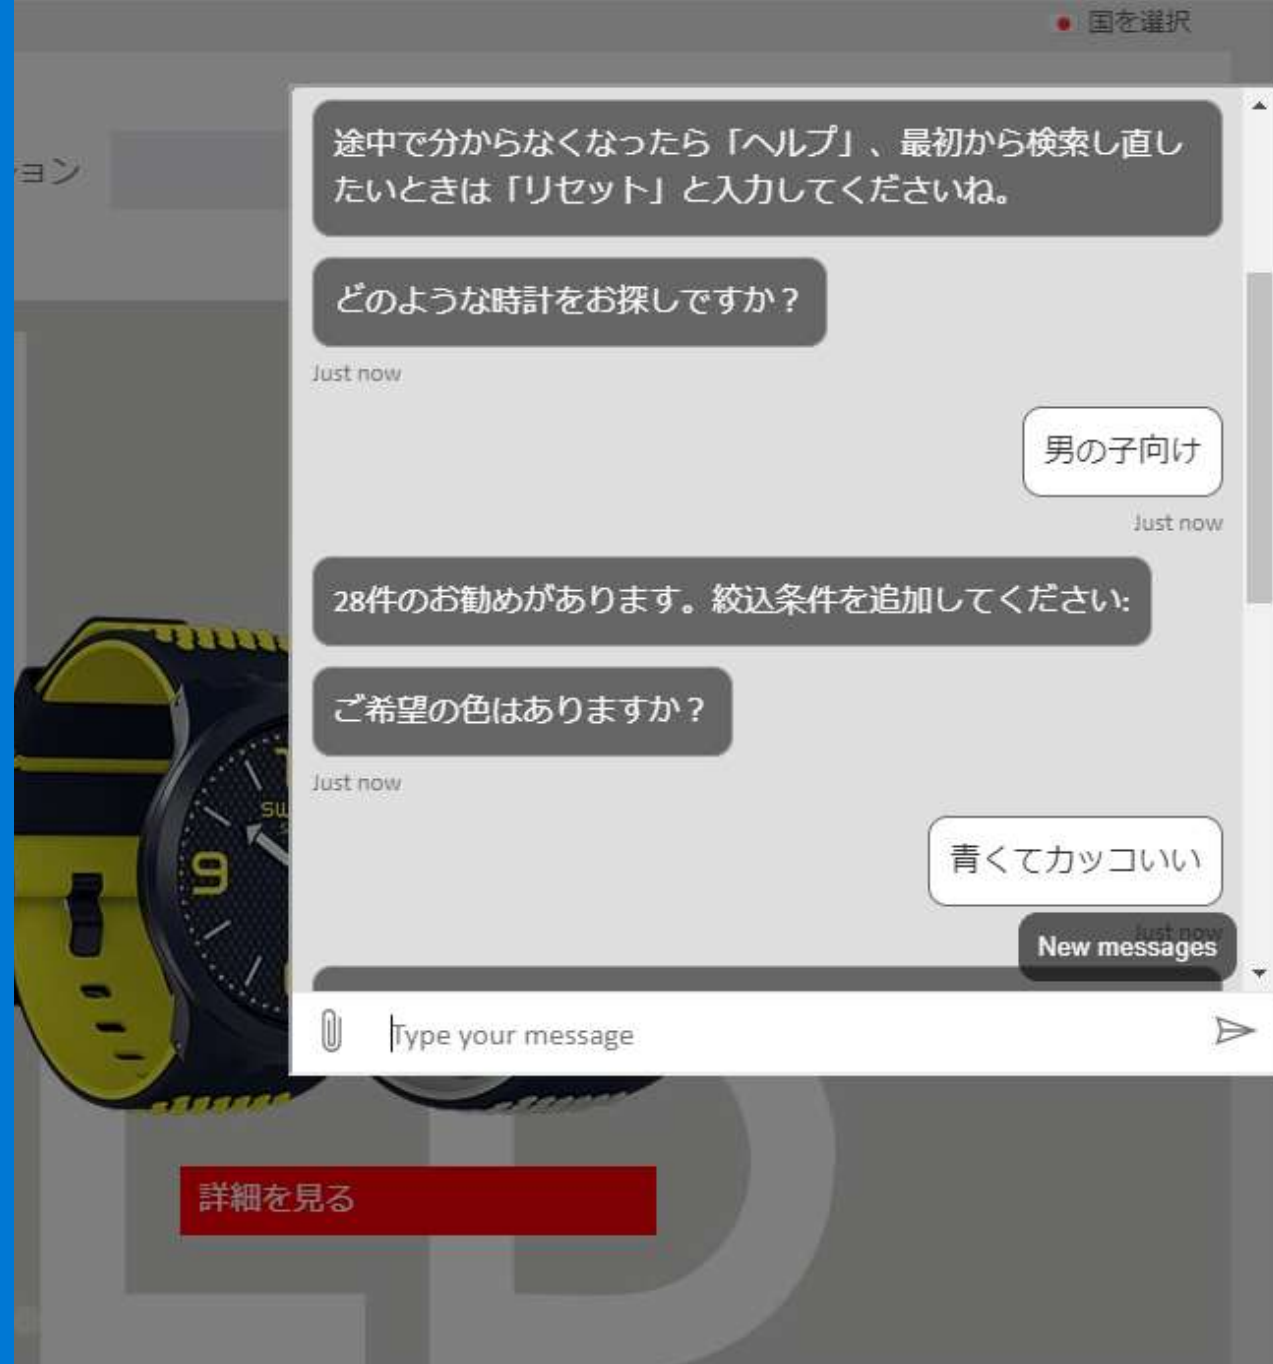 国を選択
ョン
途中で分からなくなったら「ヘルプ」、最初から検索し直し
たいときは「リセット」と入力してくださいね。
どのような時計をお探しですか？
Just now
男の子向け
Just now
28件のお勧めがあります。絞込条件を追加してください:
ご希望の色はありますか？
Just now
9
青くてカッコいい
Just now
New messages
Type your message
詳細を見る